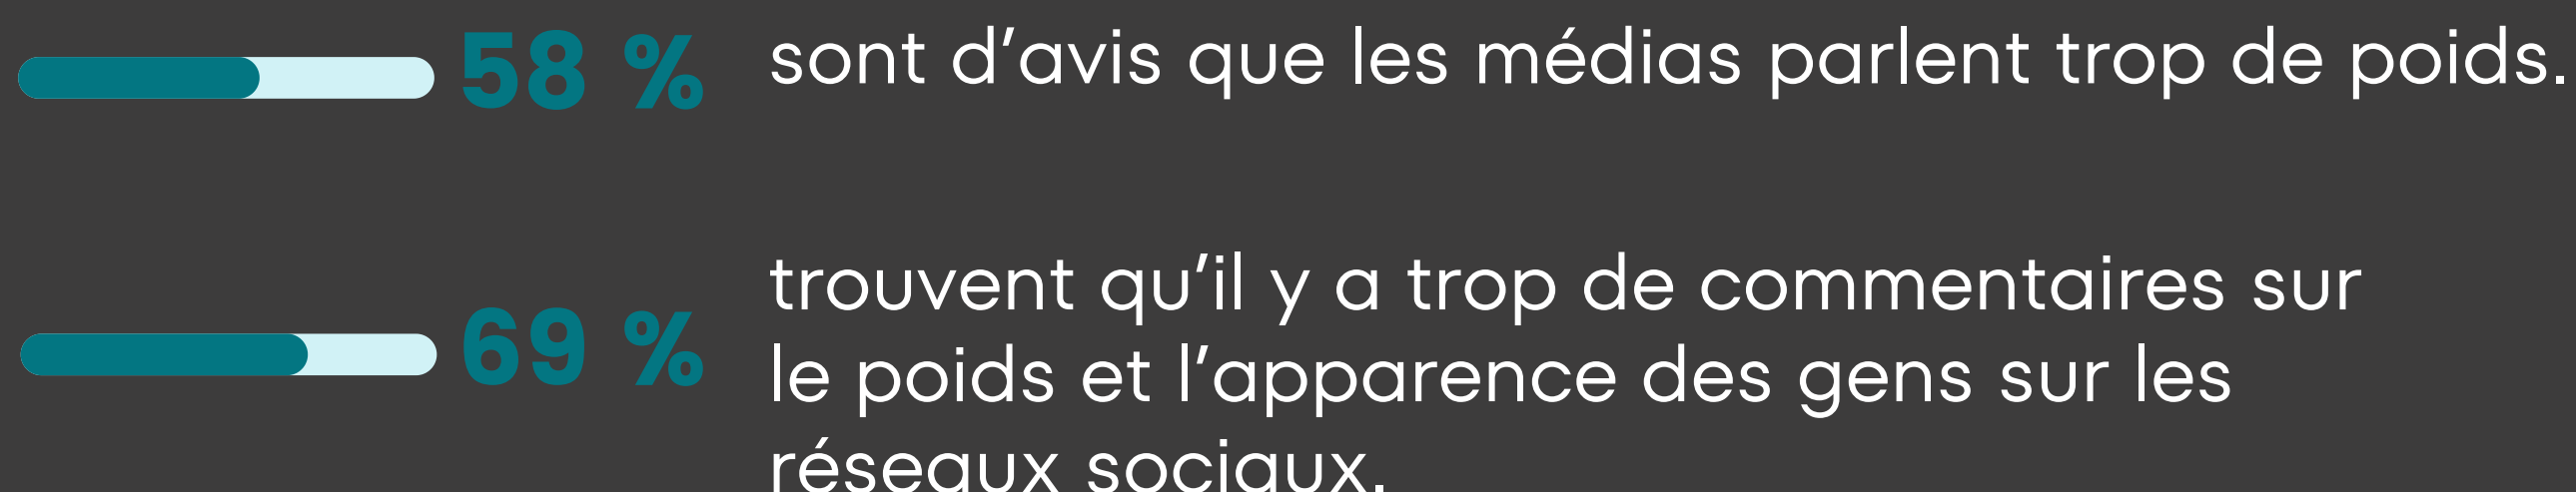 58 % sont d’avis que les médias parlent trop de poids.
69 % trouvent qu’il y a trop de commentaires sur
le poids et l’apparence des gens sur les
réseaux sociaux.